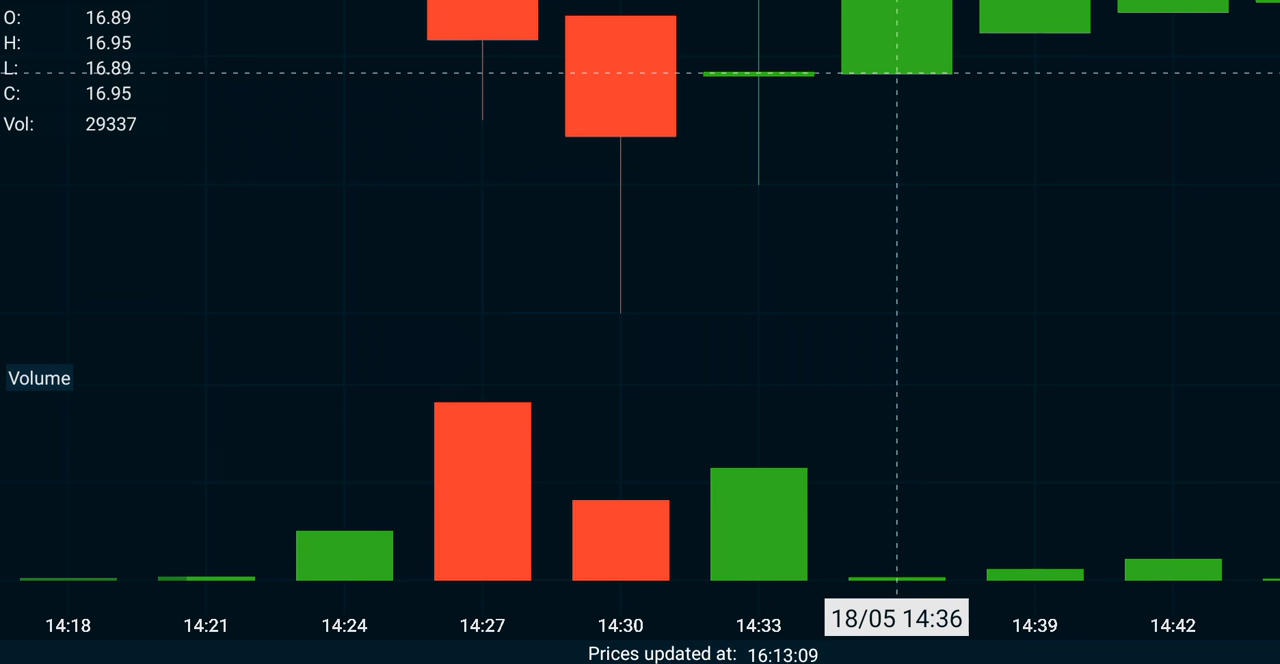 O: 16.89
H: 16.95
L: 16.89
C: 16.95
Vol: 29337
Volume
14:18 14:21 14:24 14:27 14:30 14:33 18/05 14:36 14:39 14:42
Prices updated at: 16:13:09